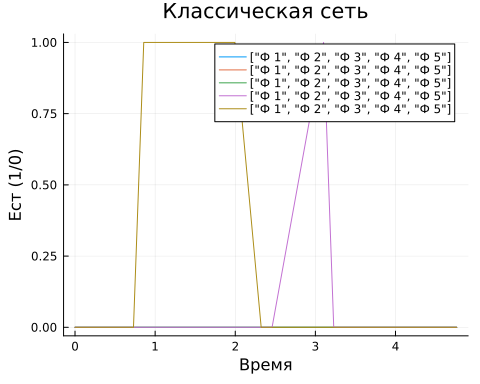 Классическая сеть
1.00
["Ф 1", "Ф 2", "Ф 3", "Ф 4", "Ф 5"]
["Ф 1", "Ф 2", "Ф 3", "Ф 4", "Ф 5"]
["Ф 1", "Ф 2", "Ф 3", "Ф 4", "Ф 5"]
["Ф 1", "Ф 2", "Ф 3", "Ф 4", "Ф 5"]
["Ф 1", "Ф 2", "Ф 3", "Ф 4", "Ф 5"]
0.75
Ест (1/0)
0.50
0.25
0.00
0 1 2 3 4
Время